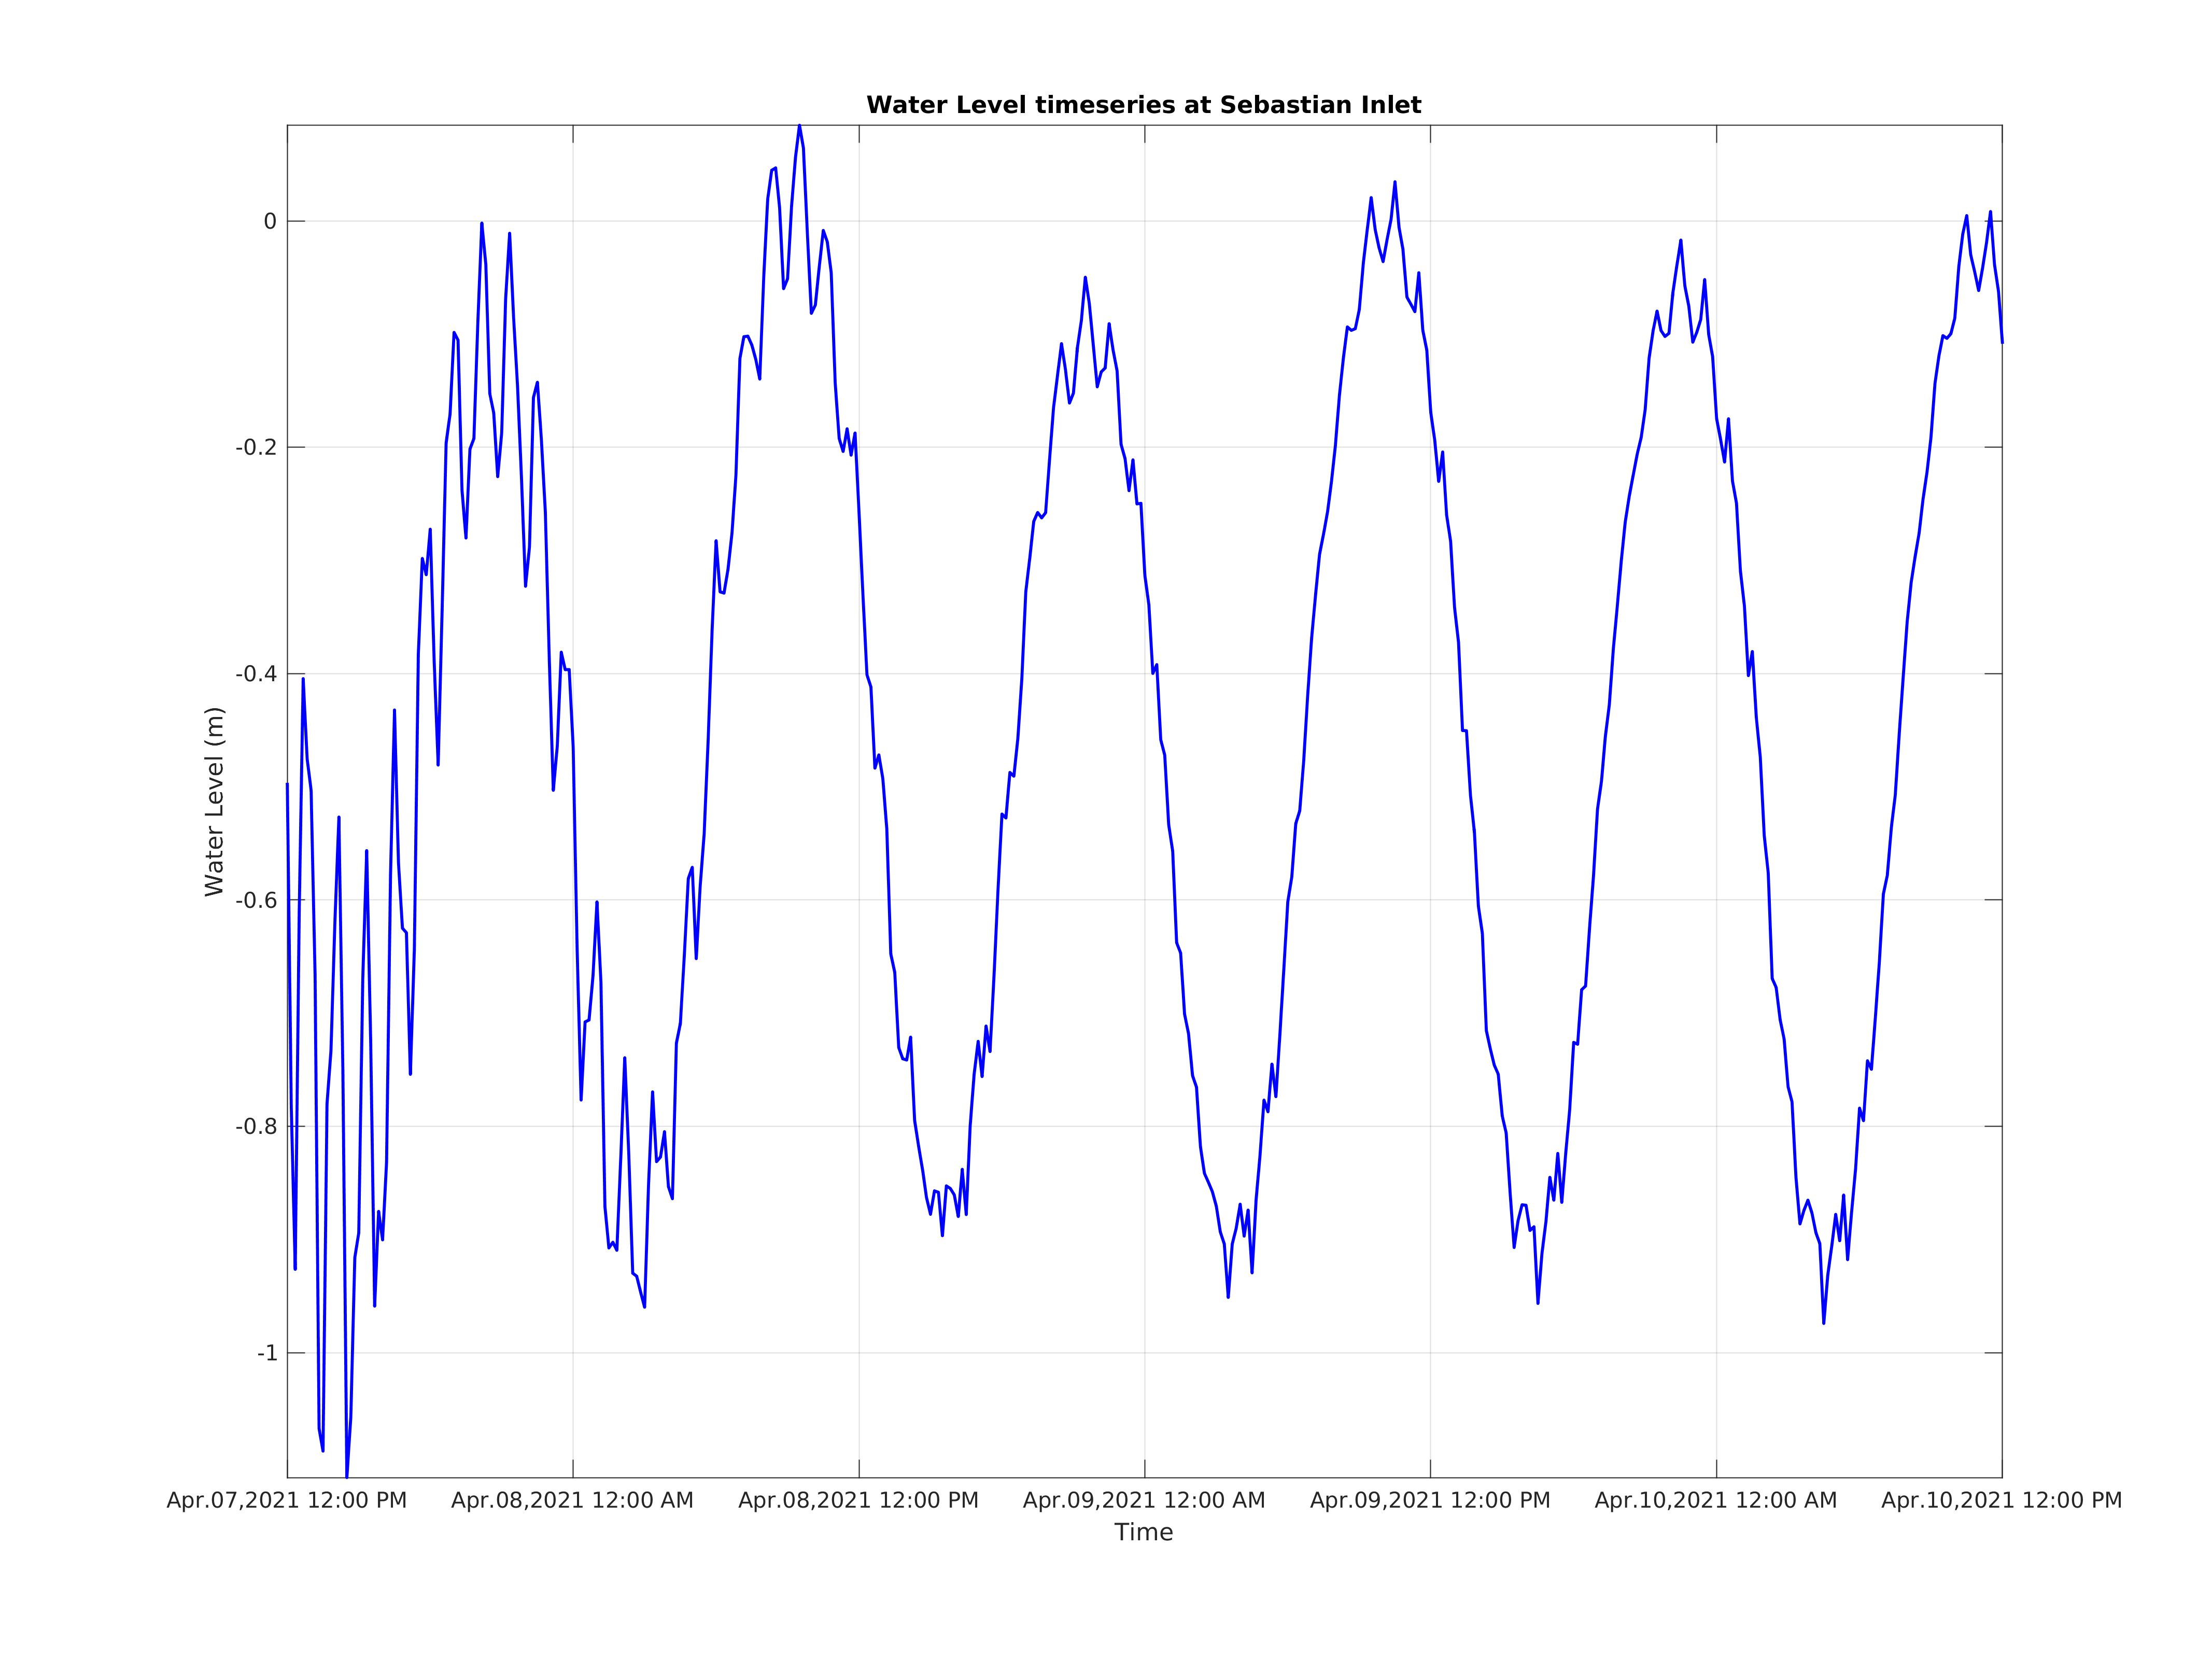 Water Level timeseries at Sebastian Inlet
0
-0.2
-0.4
-0.6
-0.8
-1
Water Level (m)
Apr.07,2021 12:00 PM Apr.08,2021 12:00 AM Apr.08,2021 12:00 PM Apr.09,2021 12:00 AM Apr.09,2021 12:00 PM Apr.10,2021 12:00 AM Apr.10,2021 12:00 PM
Time